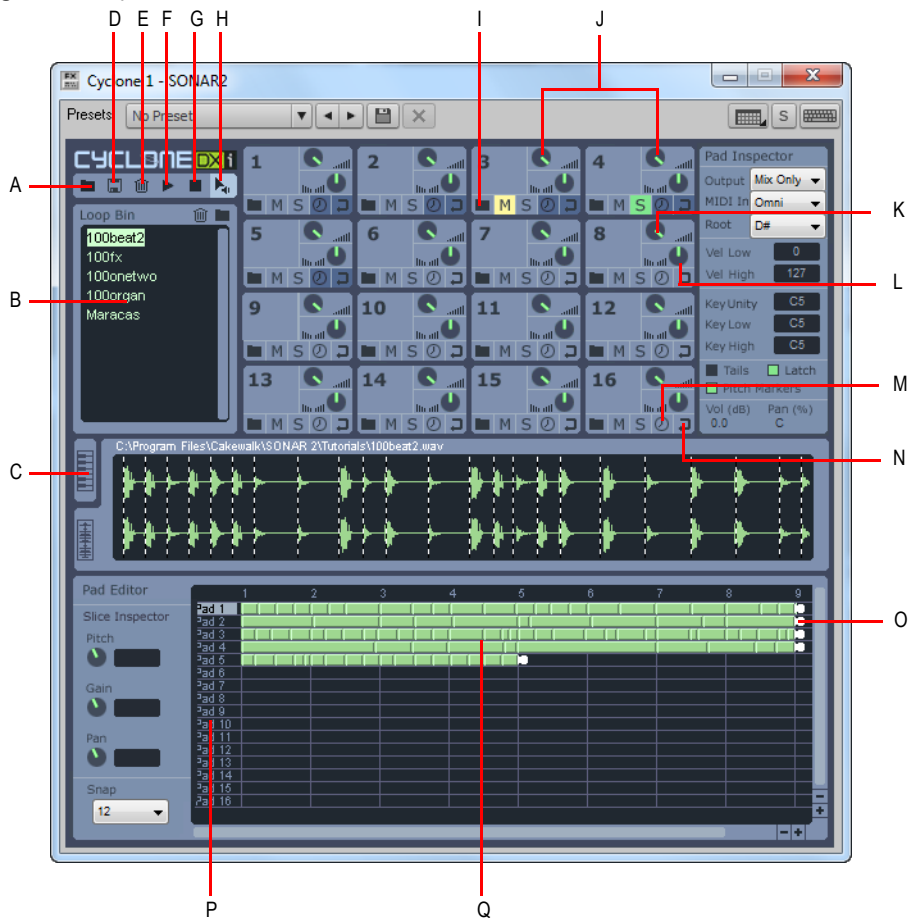 D E F G H I J
Cyclone 1 - SONAR2
X
Presets: No Preset
S
CYCLONE DXi
A
Loop Bin
100beat2
100fx
100onetwo
100organ
Maracas
B
1 2 3 4
M S M S M S M S
5 6 7 8
M S M S M S M S
9 10 11 12
M S M S M S M S
13 14 15 16
M S M S M S M S
Pad Inspector
Output Mix Only
MIDI In Omni
Root D#
Vel Low 0
Vel High 127
Key Unity C5
Key Low C5
Key High C5
Tails Latch
Pitch Markers
Vol (dB) Pan (%)
0.0 C
K
L
M
N
C:\Program Files\Cakewalk\SONAR 2\Tutorials\100beat2.wav
C
Pad Editor
Slice Inspector
Pitch
Gain
Pan
Snap
12
1 2 3 4 5 6 7 8 9
Pad 1
Pad 2
Pad 3
Pad 4
Pad 5
Pad 6
Pad 7
Pad 8
Pad 9
Pad 10
Pad 11
Pad 12
Pad 13
Pad 14
Pad 15
Pad 16
O
P Q